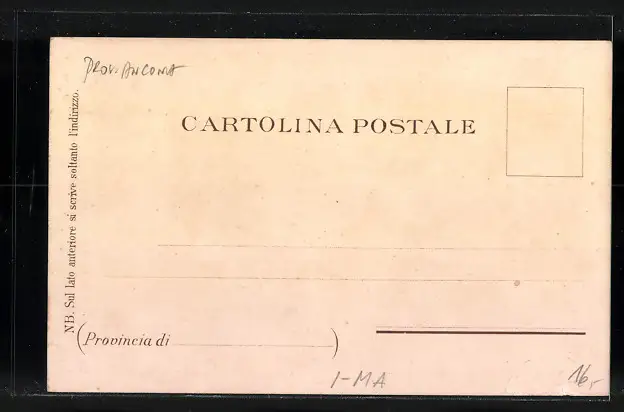 PROV. ANCONA
CARTOLINA POSTALE
NB. Sul lato anteriore si scrive soltanto l'indirizzo.
(Provincia di )
I-MA
16,-